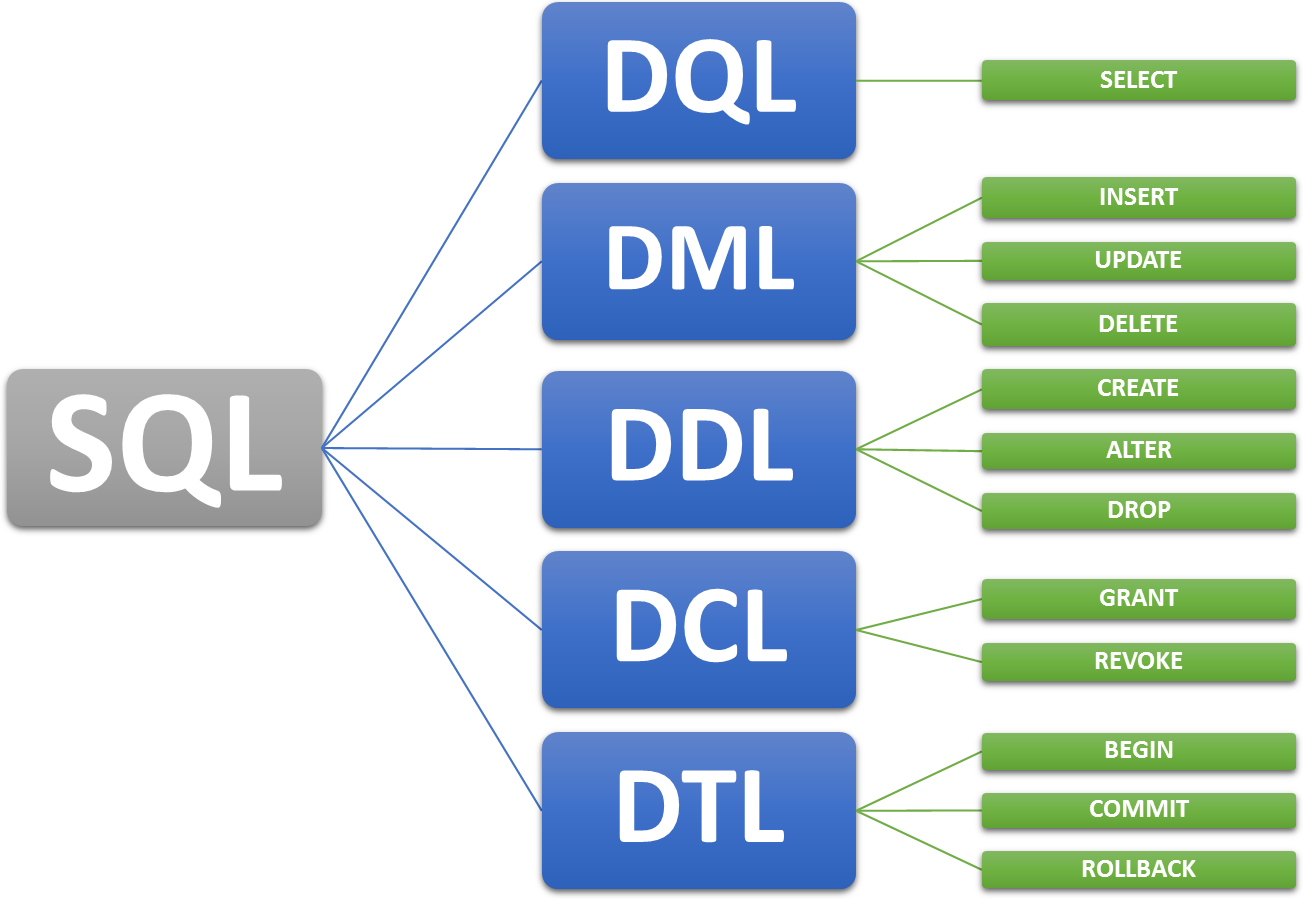 SQL
DQL
SELECT
DML
INSERT
UPDATE
DELETE
DDL
CREATE
ALTER
DROP
DCL
GRANT
REVOKE
DTL
BEGIN
COMMIT
ROLLBACK